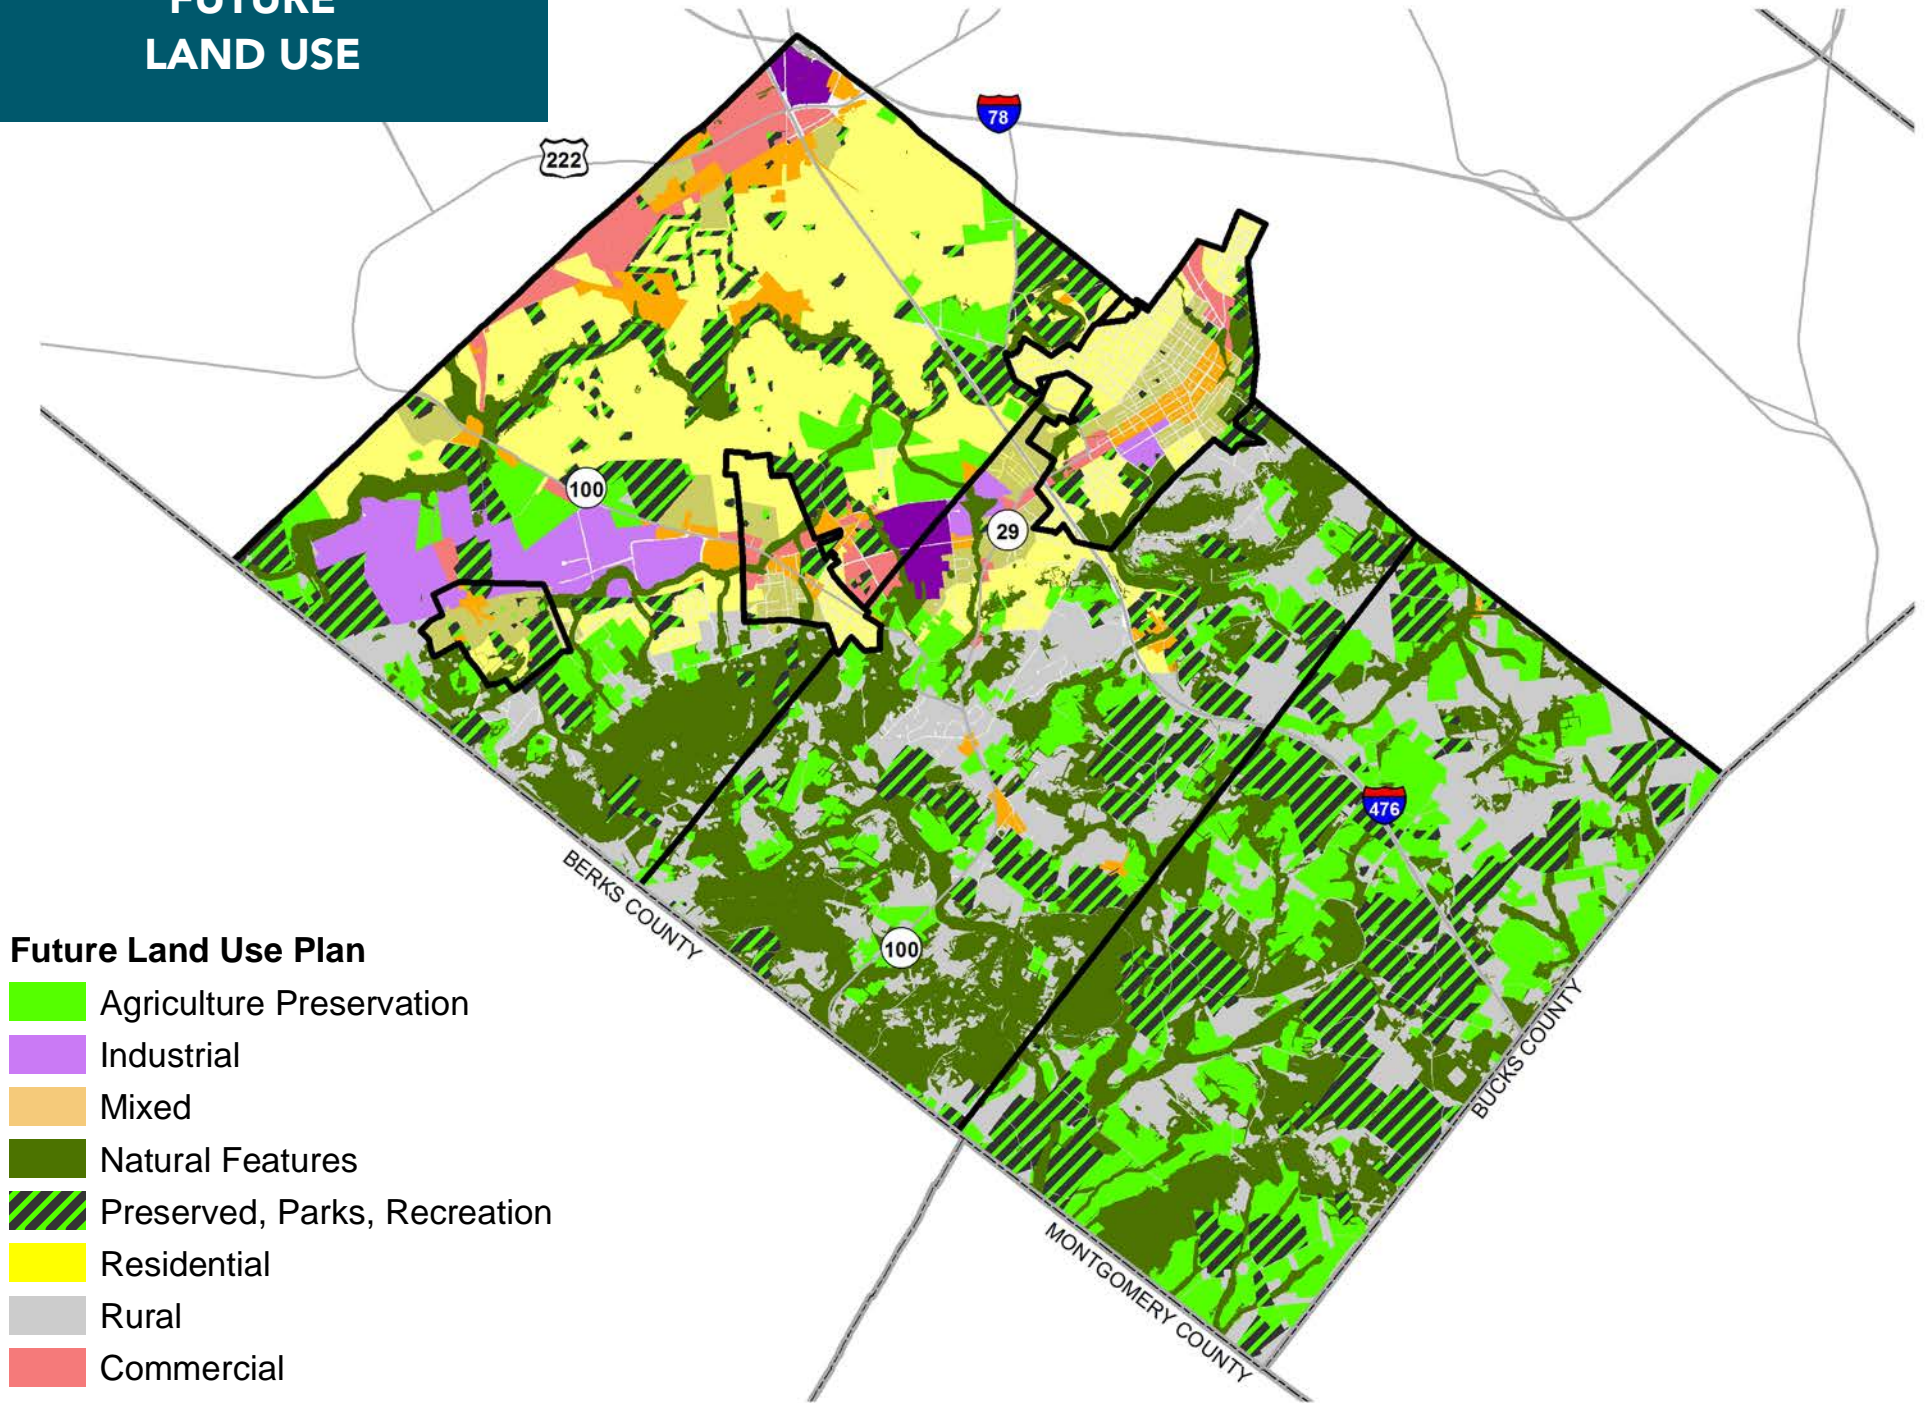 FUTURE
LAND USE
78
222
100
29
476
BERKS COUNTY
100
BUCKS COUNTY
MONTGOMERY COUNTY
Future Land Use Plan
Agriculture Preservation
Industrial
Mixed
Natural Features
Preserved, Parks, Recreation
Residential
Rural
Commercial